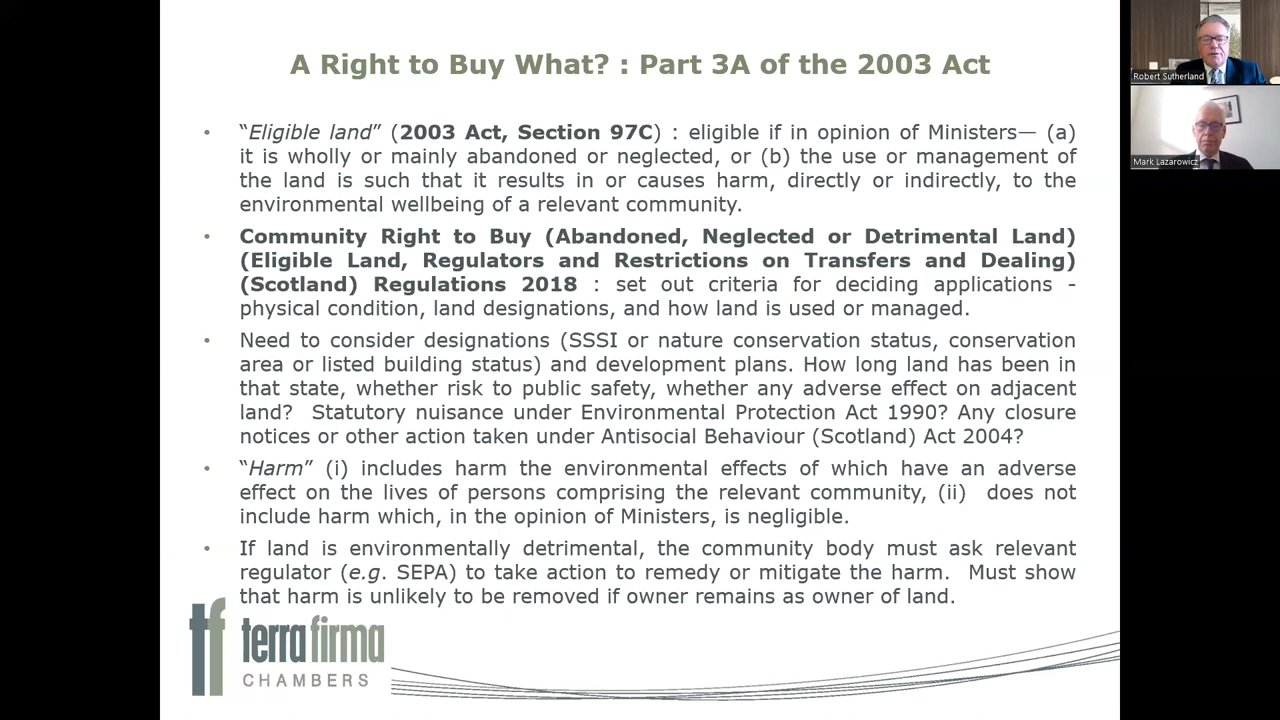 A Right to Buy What? : Part 3A of the 2003 Act
• “Eligible land” (2003 Act, Section 97C) : eligible if in opinion of Ministers— (a)
it is wholly or mainly abandoned or neglected, or (b) the use or management of
the land is such that it results in or causes harm, directly or indirectly, to the
environmental wellbeing of a relevant community.
• Community Right to Buy (Abandoned, Neglected or Detrimental Land)
(Eligible Land, Regulators and Restrictions on Transfers and Dealing)
(Scotland) Regulations 2018 : set out criteria for deciding applications -
physical condition, land designations, and how land is used or managed.
• Need to consider designations (SSSI or nature conservation status, conservation
area or listed building status) and development plans. How long land has been in
that state, whether risk to public safety, whether any adverse effect on adjacent
land? Statutory nuisance under Environmental Protection Act 1990? Any closure
notices or other action taken under Antisocial Behaviour (Scotland) Act 2004?
• “Harm” (i) includes harm the environmental effects of which have an adverse
effect on the lives of persons comprising the relevant community, (ii) does not
include harm which, in the opinion of Ministers, is negligible.
• If land is environmentally detrimental, the community body must ask relevant
regulator (e.g. SEPA) to take action to remedy or mitigate the harm. Must show
that harm is unlikely to be removed if owner remains as owner of land.
tf terra firma
CHAMBERS
Robert Sutherland
Mark Lazarowicz